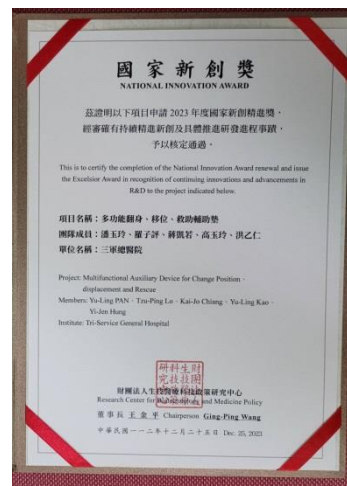 國家新創獎
NATIONAL INNOVATION AWARD
茲證明以下項目申請 2023 年度國家新創精進獎，
經審確有持續精進新創及具體推進研發進程事蹟，
予以核定通過。
This is to certify the completion of the National Innovation Award renewal and issue
the Excelsior Award in recognition of continuing innovations and advancements in
R&D to the project indicated below.
項目名稱：多功能翻身、移位、救助輔助墊
團隊成員：潘玉玲、羅子評、蔣凱若、高玉玲、洪乙仁
單位名稱：三軍總醫院
Project: Multifunctional Auxiliary Device for Change Position、
displacement and Rescue
Members: Yu-Ling PAN、Tzu-Ping Lo、Kai-Jo Chiang、Yu-Ling Kao、
Yi-Jen Hung
Institute: Tri-Service General Hospital
財團法人生技醫療科技政策研究中心
Research Center for Biotechnology and Medicine Policy
董事長 王金平 Chairperson Ging-Ping Wang
中華民國一一二年十二月二十五日 Dec. 25, 2023